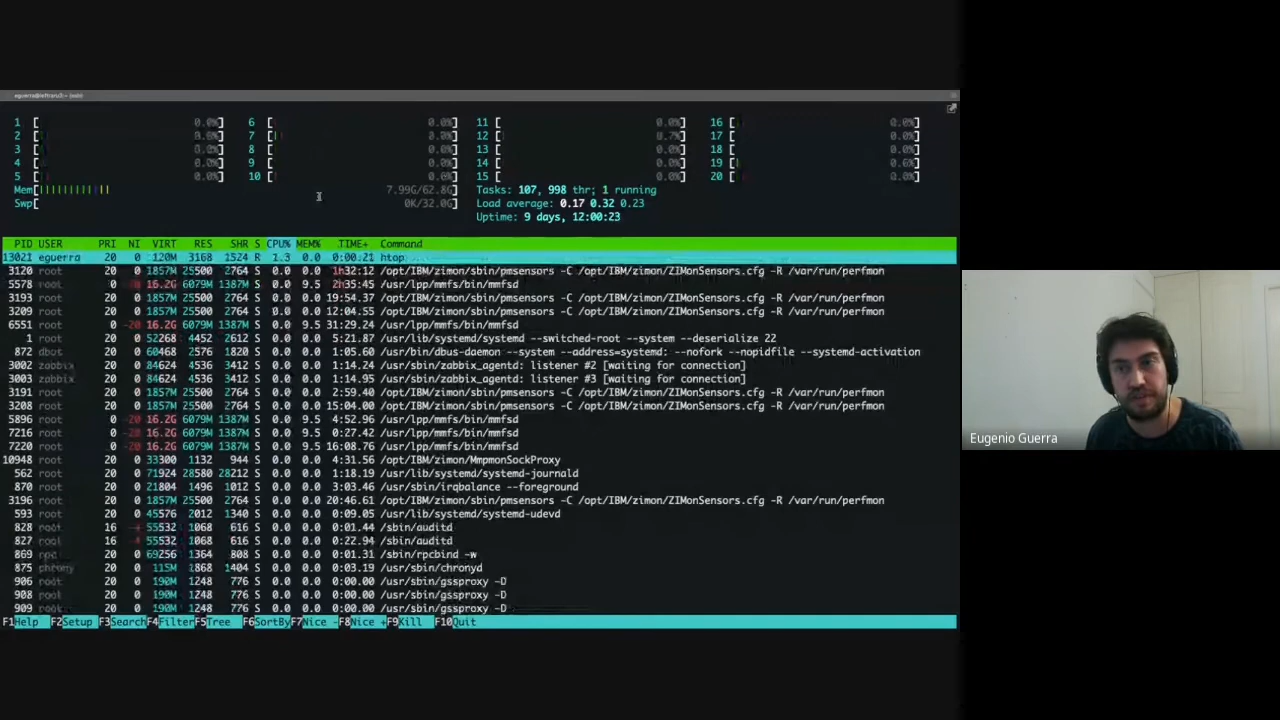 1 [ 0.0%] 6 [ 0.0%] 11 [ 0.0%] 16 [ 0.0%]
2 [ 0.0%] 7 [ 0.0%] 12 [ 0.7%] 17 [ 0.0%]
3 [ 0.0%] 8 [ 0.0%] 13 [ 0.0%] 18 [ 0.0%]
4 [ 0.0%] 9 [ 0.0%] 14 [ 0.0%] 19 [
5 [ 0.0%] 10 [ 0.0%] 15 [ 0.0%] 20 [ 0.0%]
Mem[ 7.99G/62.8G] Tasks: 107, 998 thr; 1 running
Swp[ 0K/32.0G] Load average: 0.17 0.32 0.23
Uptime: 9 days, 12:00:23
PID USER PRI NI VIRT RES SHR S CPU% MEM% TIME+ Command
13021 eguerra 20 0 120M 3168 1524 R 1.3 0.0 0:00.21 htop
3120 root 20 0 1857M 25500 2764 S 0.0 0.0 1h32:12 /opt/IBM/zimon/sbin/pmsensors -C /opt/IBM/zimon/ZIMonSensors.cfg -R /var/run/perfmon
5578 root 0 -20 16.2G 6079M 1387M S 0.0 9.5 2h35:45 /usr/lpp/mmfs/bin/mmfsd
3193 root 20 0 1857M 25500 2764 S 0.0 0.0 19:54.37 /opt/IBM/zimon/sbin/pmsensors -C /opt/IBM/zimon/ZIMonSensors.cfg -R /var/run/perfmon
3209 root 20 0 1857M 25500 2764 S 0.0 0.0 12:04.55 /opt/IBM/zimon/sbin/pmsensors -C /opt/IBM/zimon/ZIMonSensors.cfg -R /var/run/perfmon
6551 root 0 -20 16.2G 6079M 1387M S 0.0 9.5 31:29.24 /usr/lpp/mmfs/bin/mmfsd
1 root 20 0 52268 4452 2612 S 0.0 0.0 5:21.87 /usr/lib/systemd/systemd --switched-root --system --deserialize 22
872 dbus 20 0 60468 2576 1820 S 0.0 0.0 1:05.60 /usr/bin/dbus-daemon --system --address=systemd: --nofork --nopidfile --systemd-activation
3002 zabbix 20 0 84624 4536 3412 S 0.0 0.0 1:14.24 /usr/sbin/zabbix_agentd: listener #2 [waiting for connection]
3003 zabbix 20 0 84624 4536 3412 S 0.0 0.0 1:14.95 /usr/sbin/zabbix_agentd: listener #3 [waiting for connection]
3191 root 20 0 1857M 25500 2764 S 0.0 0.0 2:59.40 /opt/IBM/zimon/sbin/pmsensors -C /opt/IBM/zimon/ZIMonSensors.cfg -R /var/run/perfmon
3208 root 20 0 1857M 25500 2764 S 0.0 0.0 15:04.00 /opt/IBM/zimon/sbin/pmsensors -C /opt/IBM/zimon/ZIMonSensors.cfg -R /var/run/perfmon
5896 root 0 -20 16.2G 6079M 1387M S 0.0 9.5 4:52.96 /usr/lpp/mmfs/bin/mmfsd
7216 root 0 -20 16.2G 6079M 1387M S 0.0 9.5 0:27.42 /usr/lpp/mmfs/bin/mmfsd
7220 root 0 -20 16.2G 6079M 1387M S 0.0 9.5 16:08.76 /usr/lpp/mmfs/bin/mmfsd
10948 root 20 0 33300 1132 944 S 0.0 0.0 4:31.56 /opt/IBM/zimon/MmpmonSockProxy
562 root 20 0 71924 28580 28212 S 0.0 0.0 1:18.19 /usr/lib/systemd/systemd-journald
870 root 20 0 21804 1496 1012 S 0.0 0.0 3:03.46 /usr/sbin/irqbalance --foreground
3196 root 20 0 1857M 25500 2764 S 0.0 0.0 20:46.61 /opt/IBM/zimon/sbin/pmsensors -C /opt/IBM/zimon/ZIMonSensors.cfg -R /var/run/perfmon
593 root 20 0 45576 2012 1340 S 0.0 0.0 0:09.05 /usr/lib/systemd/systemd-udevd
828 root 16 -4 55532 1068 616 S 0.0 0.0 0:01.44 /sbin/auditd
827 root 16 -4 55532 1068 616 S 0.0 0.0 0:22.94 /sbin/auditd
869 rpc 20 0 69256 1364 808 S 0.0 0.0 0:01.31 /sbin/rpcbind -w
875 chrony 20 0 115M 1868 1404 S 0.0 0.0 0:03.19 /usr/sbin/chronyd
906 root 20 0 190M 1248 776 S 0.0 0.0 0:00.00 /usr/sbin/gssproxy -D
908 root 20 0 190M 1248 776 S 0.0 0.0 0:00.00 /usr/sbin/gssproxy -D
909 root 20 0 190M 1248 776 S 0.0 0.0 0:00.00 /usr/sbin/gssproxy -D
F1Help F2Setup F3SearchF4FilterF5Tree F6SortByF7Nice -F8Nice +F9Kill F10Quit
Eugenio Guerra